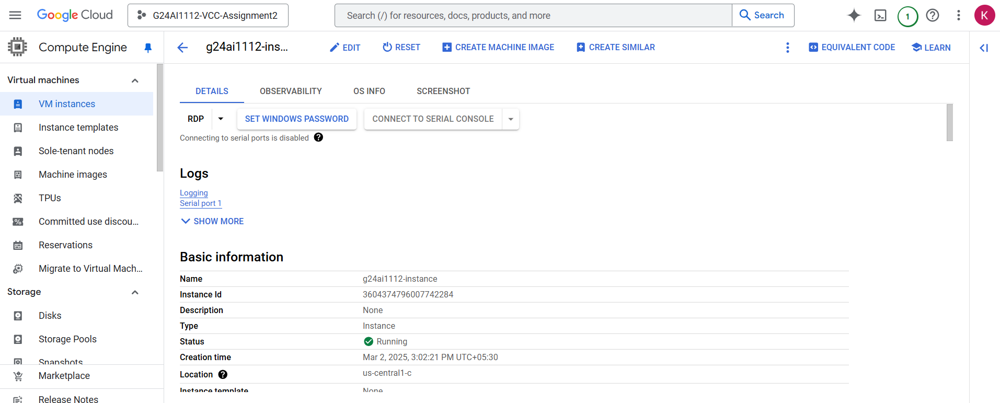 Google Cloud
G24AI1112-VCC-Assignment2
Search (/) for resources, docs, products, and more
Search
1
K
Compute Engine
g24ai1112-ins...
EDIT
RESET
CREATE MACHINE IMAGE
CREATE SIMILAR
EQUIVALENT CODE
LEARN
Virtual machines
VM instances
Instance templates
Sole-tenant nodes
Machine images
TPUs
Committed use discou...
Reservations
Migrate to Virtual Mach...
Storage
Disks
Storage Pools
Snapshots
Marketplace
Release Notes
DETAILS
OBSERVABILITY
OS INFO
SCREENSHOT
RDP
SET WINDOWS PASSWORD
CONNECT TO SERIAL CONSOLE
Connecting to serial ports is disabled
Logs
Logging
Serial port 1
SHOW MORE
Basic information
Name g24ai1112-instance
Instance Id 3604374796007742284
Description None
Type Instance
Status Running
Creation time Mar 2, 2025, 3:02:21 PM UTC+05:30
Location us-central1-c
Instance template None